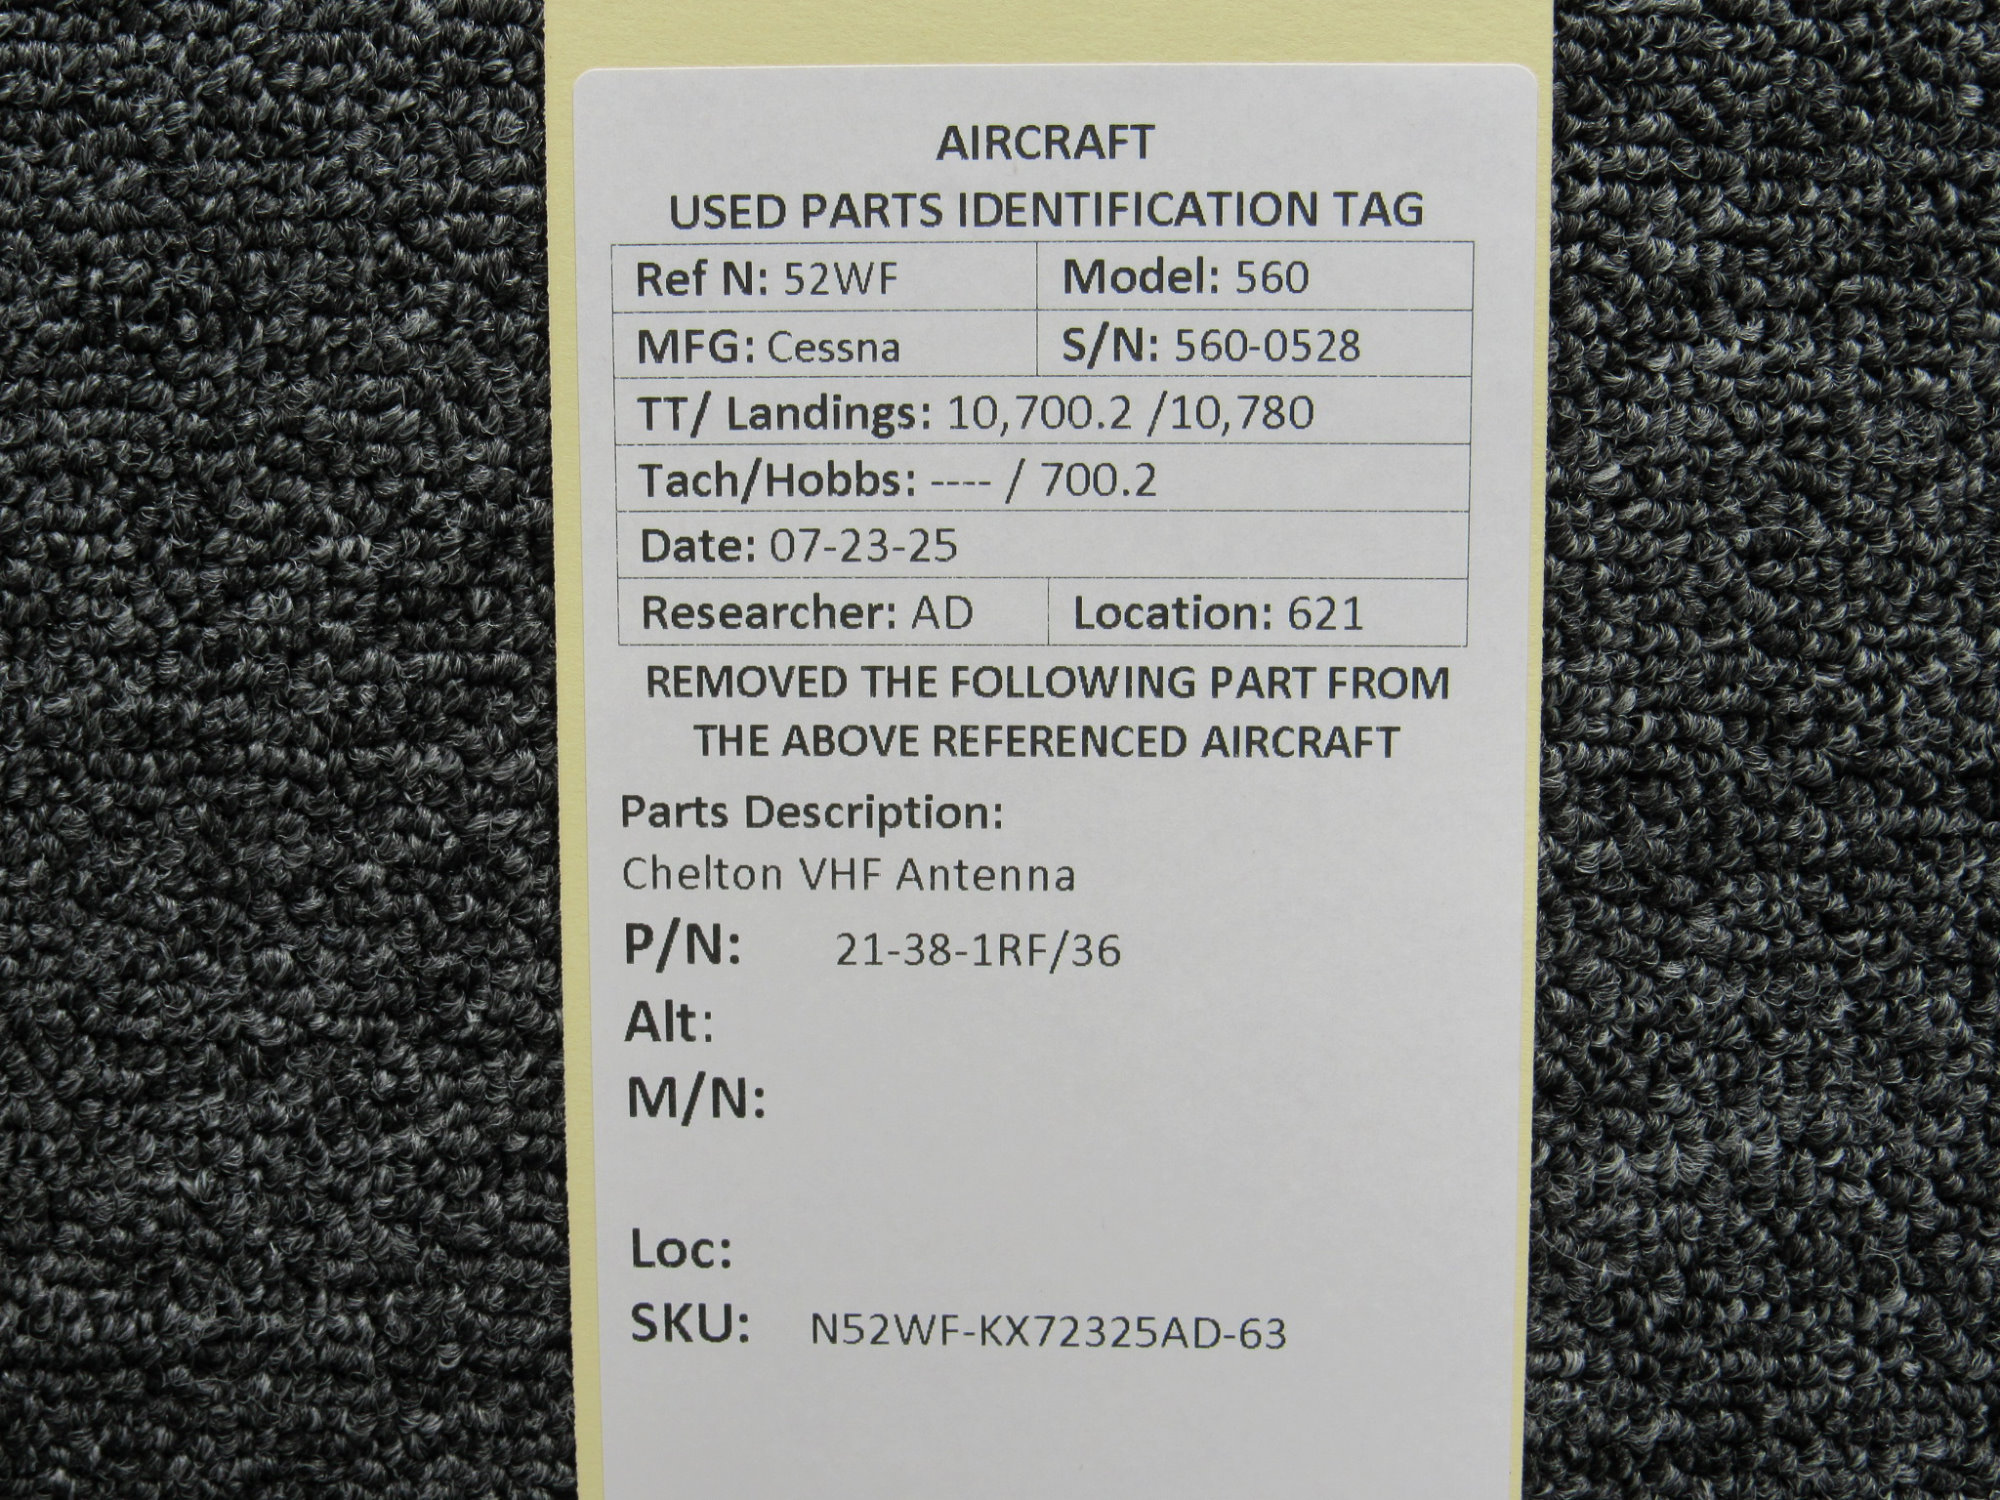 AIRCRAFT
USED PARTS IDENTIFICATION TAG
Ref N: 52WF Model: 560
MFG: Cessna S/N: 560-0528
TT/ Landings: 10,700.2 /10,780
Tach/Hobbs: ---- / 700.2
Date: 07-23-25
Researcher: AD Location: 621
REMOVED THE FOLLOWING PART FROM
THE ABOVE REFERENCED AIRCRAFT
Parts Description:
Chelton VHF Antenna
P/N: 21-38-1RF/36
Alt:
M/N:
Loc:
SKU: N52WF-KX72325AD-63